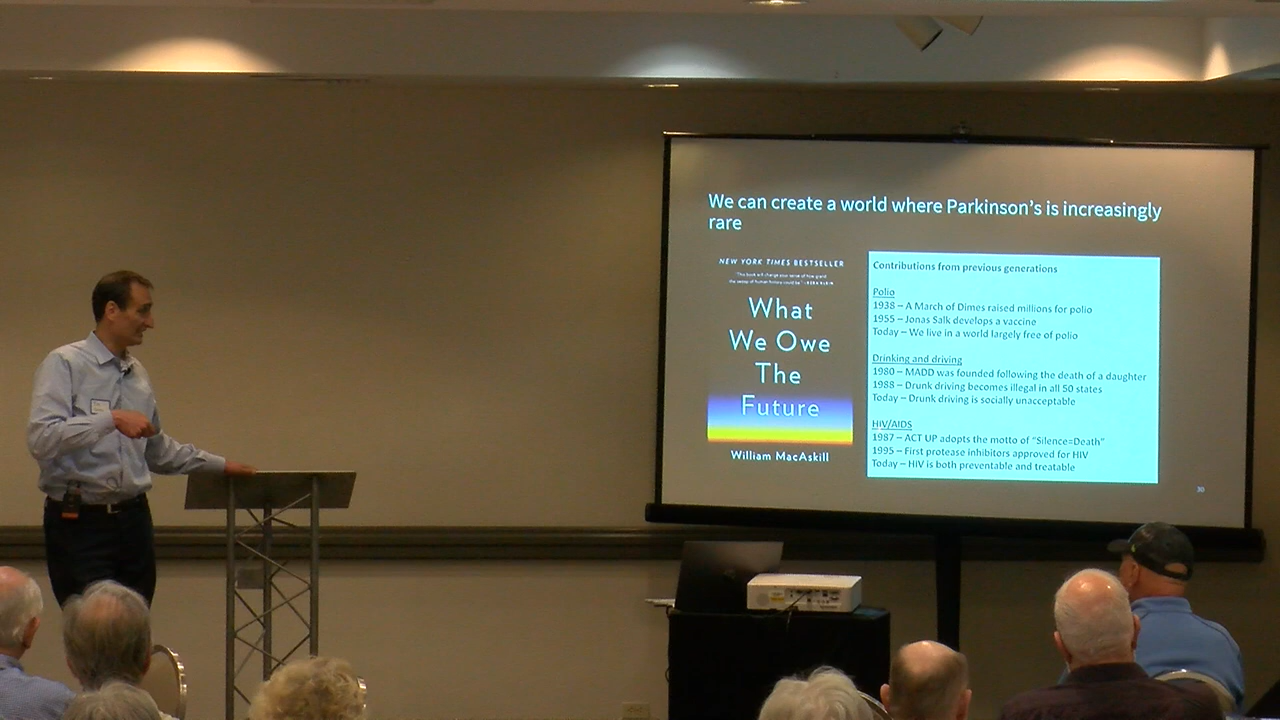 We can create a world where Parkinson's is increasingly
rare
NEW YORK TIMES BESTSELLER
What
We Owe
The
Future
William MacAskill
Contributions from previous generations
Polio
1938 – A March of Dimes raised millions for polio
1955 – Jonas Salk develops a vaccine
Today – We live in a world largely free of polio
Drinking and driving
1980 – MADD was founded following the death of a daughter
1988 – Drunk driving becomes illegal in all 50 states
Today – Drunk driving is socially unacceptable
HIV/AIDS
1987 – ACT UP adopts the motto of "Silence=Death"
1995 – First protease inhibitors approved for HIV
Today – HIV is both preventable and treatable
30